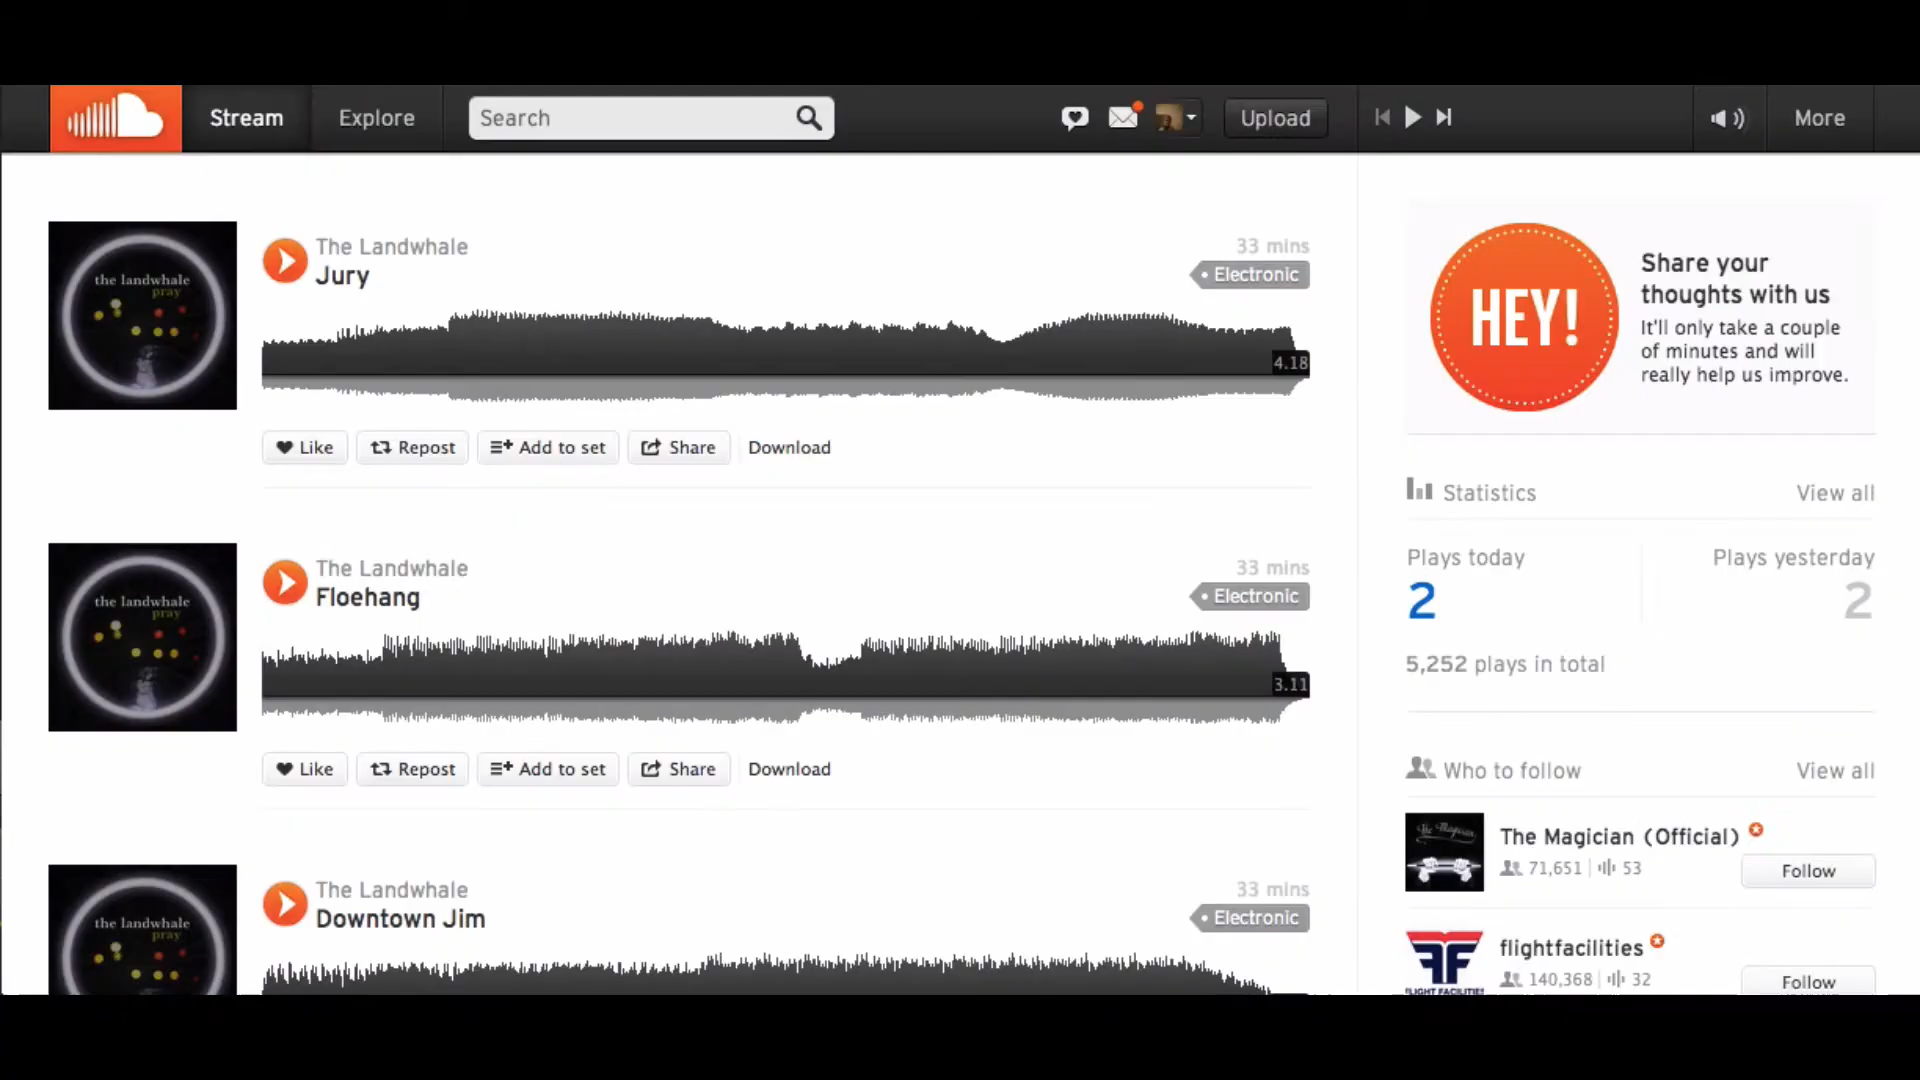 Stream
Explore
Search
Upload
More
the landwhale
pray
The Landwhale
Jury
33 mins
Electronic
4.18
Like
Repost
Add to set
Share
Download
the landwhale
pray
The Landwhale
Floehang
33 mins
Electronic
3.11
Like
Repost
Add to set
Share
Download
the landwhale
pray
The Landwhale
Downtown Jim
33 mins
Electronic
HEY!
Share your
thoughts with us
It'll only take a couple
of minutes and will
really help us improve.
Statistics
View all
Plays today
2
Plays yesterday
2
5,252 plays in total
Who to follow
View all
The Magician
The Magician (Official)
71,651
53
Follow
FLIGHT FACILITIES
flightfacilities
140,368
32
Follow